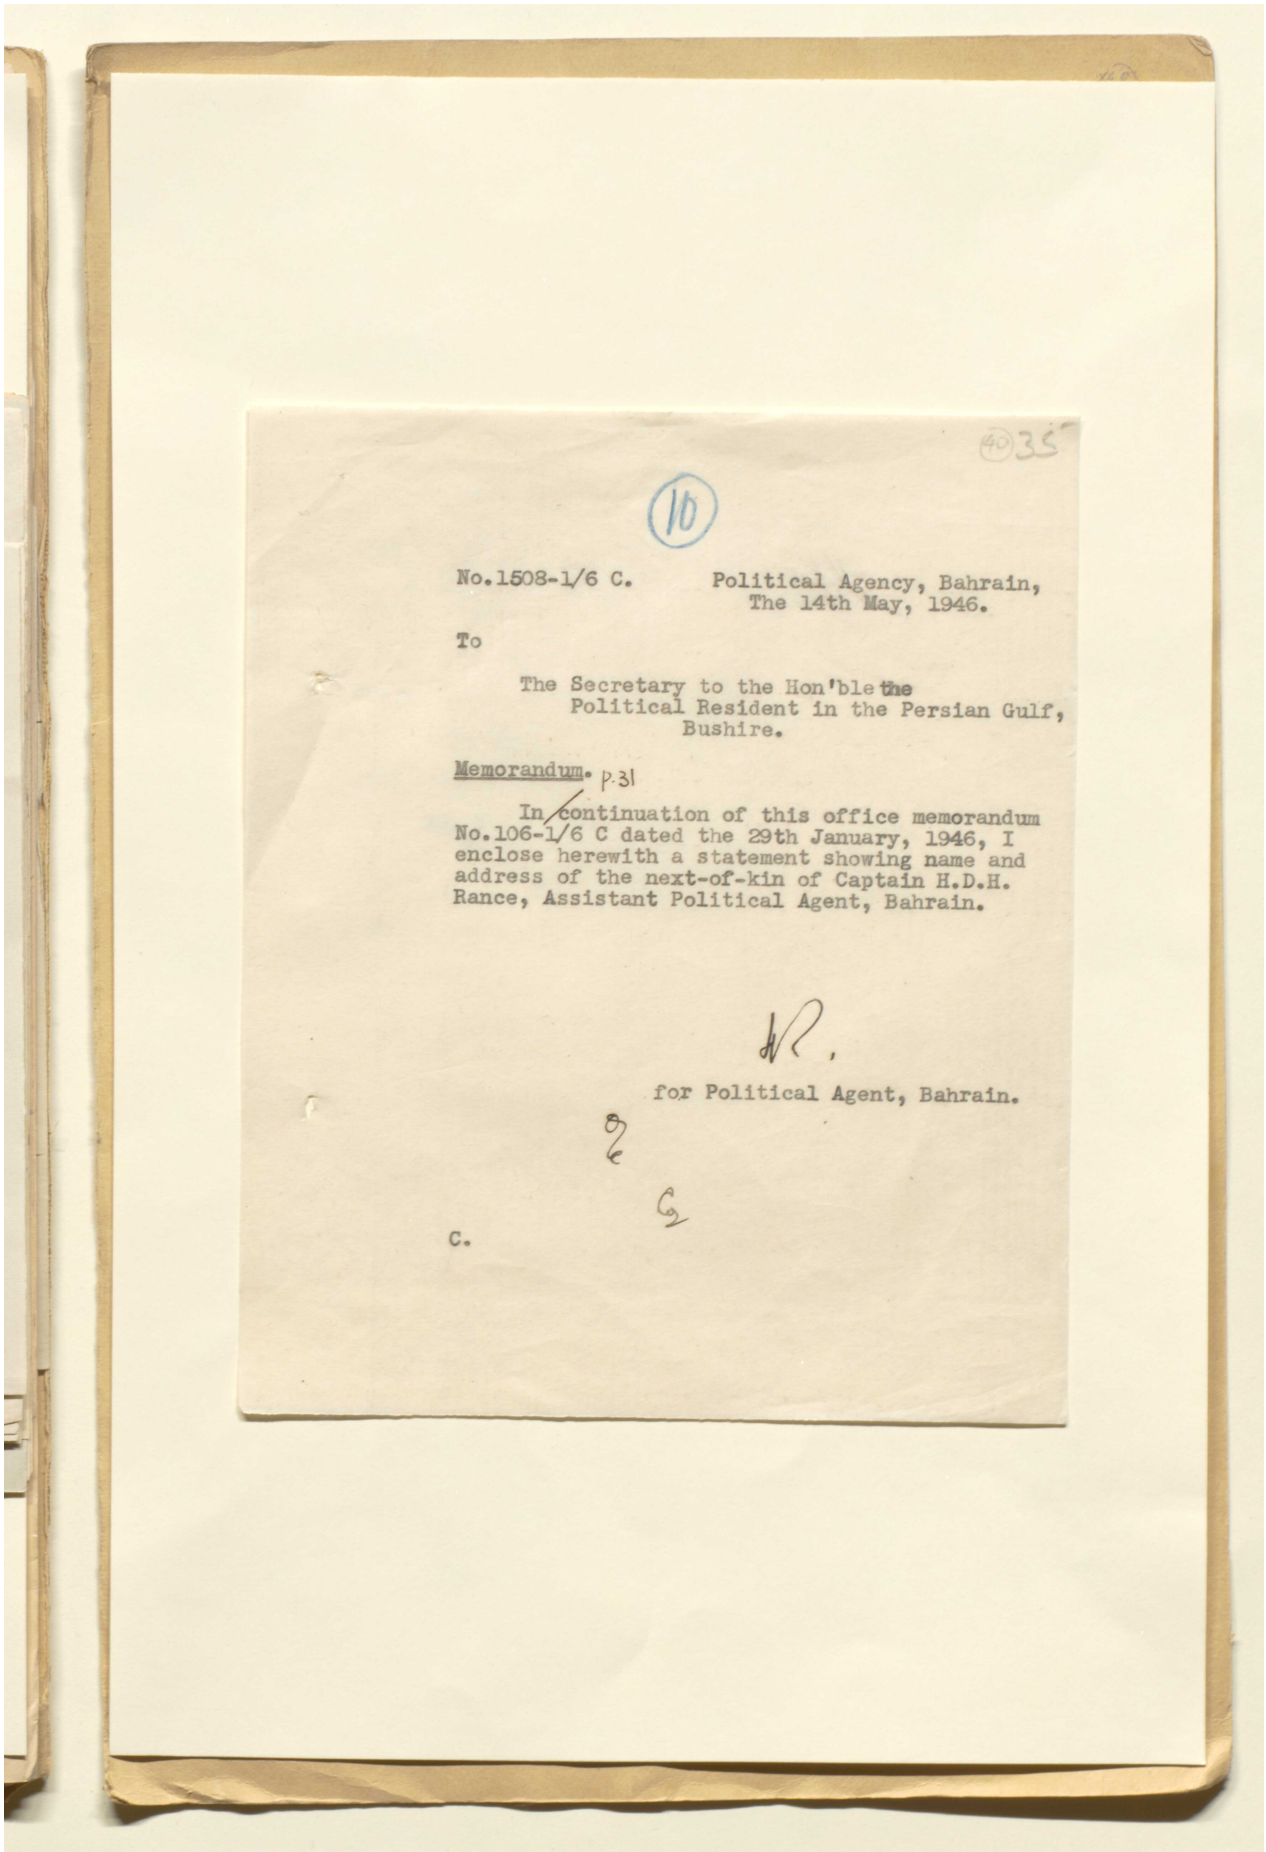 40 35
10
No.1508-1/6 C. Political Agency, Bahrain,
The 14th May, 1946.
To
The Secretary to the Hon'ble the
Political Resident in the Persian Gulf,
Bushire.
Memorandum. p.31
In continuation of this office memorandum
No.106-1/6 C dated the 29th January, 1946, I
enclose herewith a statement showing name and
address of the next-of-kin of Captain H.D.H.
Rance, Assistant Political Agent, Bahrain.
HR.
for Political Agent, Bahrain.
C.